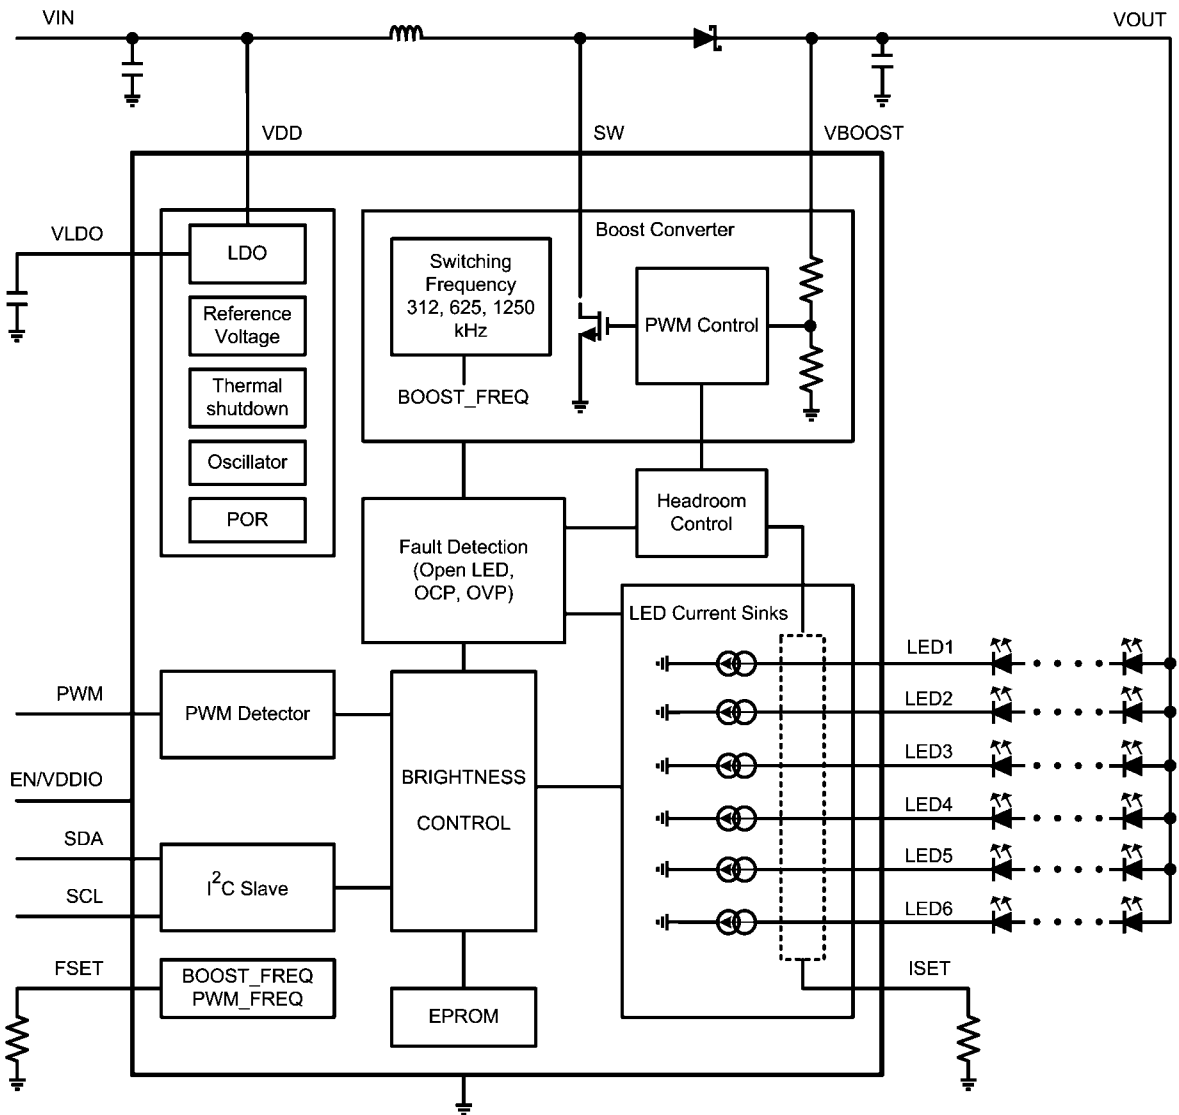 VIN
VOUT
VDD
SW
VBOOST
VLDO
LDO
Reference
Voltage
Thermal
shutdown
Oscillator
POR
Boost Converter
Switching
Frequency
312, 625, 1250
kHz
BOOST_FREQ
PWM Control
Headroom
Control
Fault Detection
(Open LED,
OCP, OVP)
LED Current Sinks
LED1
LED2
LED3
LED4
LED5
LED6
PWM
PWM Detector
EN/VDDIO
BRIGHTNESS
CONTROL
SDA
SCL
I²C Slave
FSET
BOOST_FREQ
PWM_FREQ
EPROM
ISET